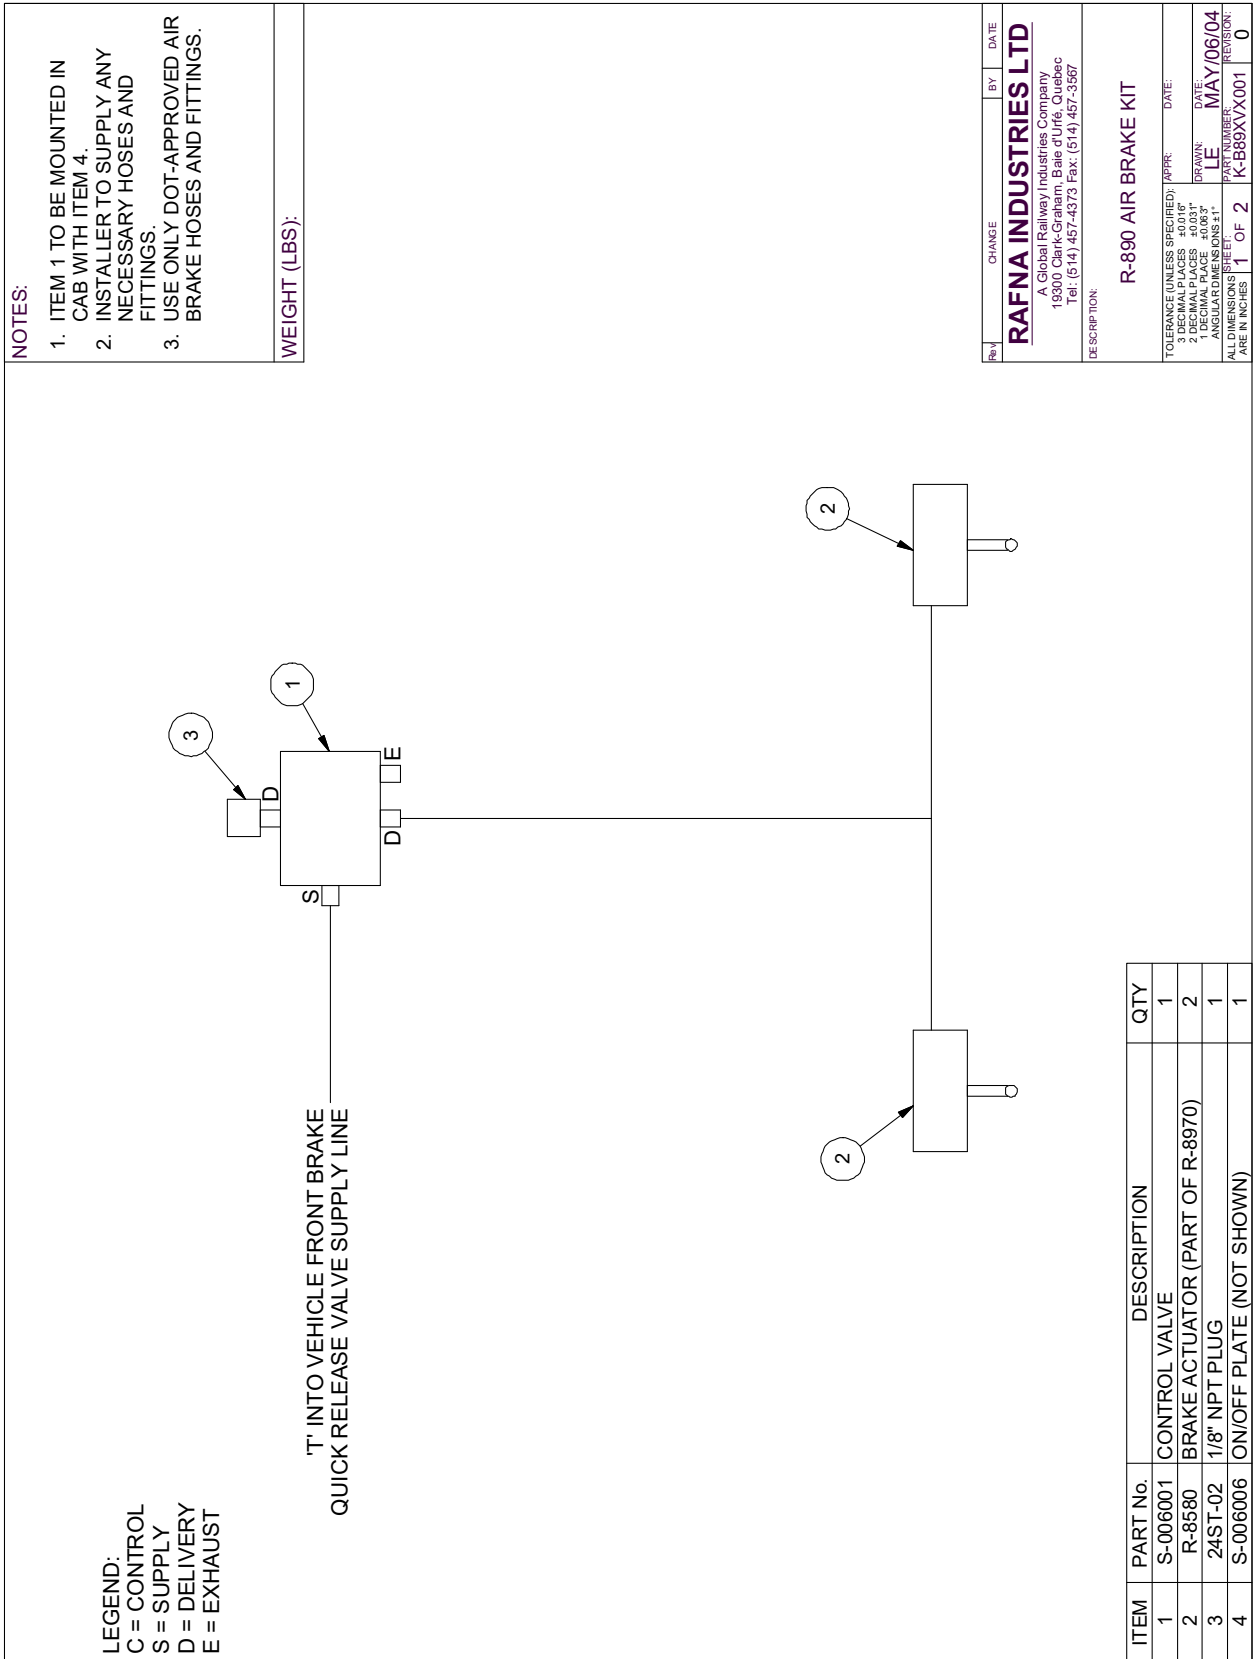 NOTES:
1. ITEM 1 TO BE MOUNTED IN
CAB WITH ITEM 4.
2. INSTALLER TO SUPPLY ANY
NECESSARY HOSES AND
FITTINGS.
3. USE ONLY DOT-APPROVED AIR
BRAKE HOSES AND FITTINGS.
WEIGHT (LBS):
LEGEND:
C = CONTROL
S = SUPPLY
D = DELIVERY
E = EXHAUST
3
1
D
S
D
E
'T' INTO VEHICLE FRONT BRAKE
QUICK RELEASE VALVE SUPPLY LINE
2
2
ITEM PART No. DESCRIPTION QTY
1 S-006001 CONTROL VALVE 1
2 R-8580 BRAKE ACTUATOR (PART OF R-8970) 2
3 24ST-02 1/8" NPT PLUG 1
4 S-006006 ON/OFF PLATE (NOT SHOWN) 1
Rev CHANGE BY DATE
RAFNA INDUSTRIES LTD
A Global Railway Industries Company
19300 Clark-Graham, Baie d'Urfé, Quebec
Tel: (514) 457-4373 Fax: (514) 457-3567
DESCRIPTION:
R-890 AIR BRAKE KIT
TOLERANCE (UNLESS SPECIFIED):
3 DECIMAL PLACES ±0.016"
2 DECIMAL PLACES ±0.031"
1 DECIMAL PLACE ±0.063"
ANGULAR DIMENSIONS ±1°
APPR: DATE:
DRAWN: DATE:
LE MAY/06/04
ALL DIMENSIONS
ARE IN INCHES
SHEET:
1 OF 2
PART NUMBER:
K-B89XVX001
REVISION:
0